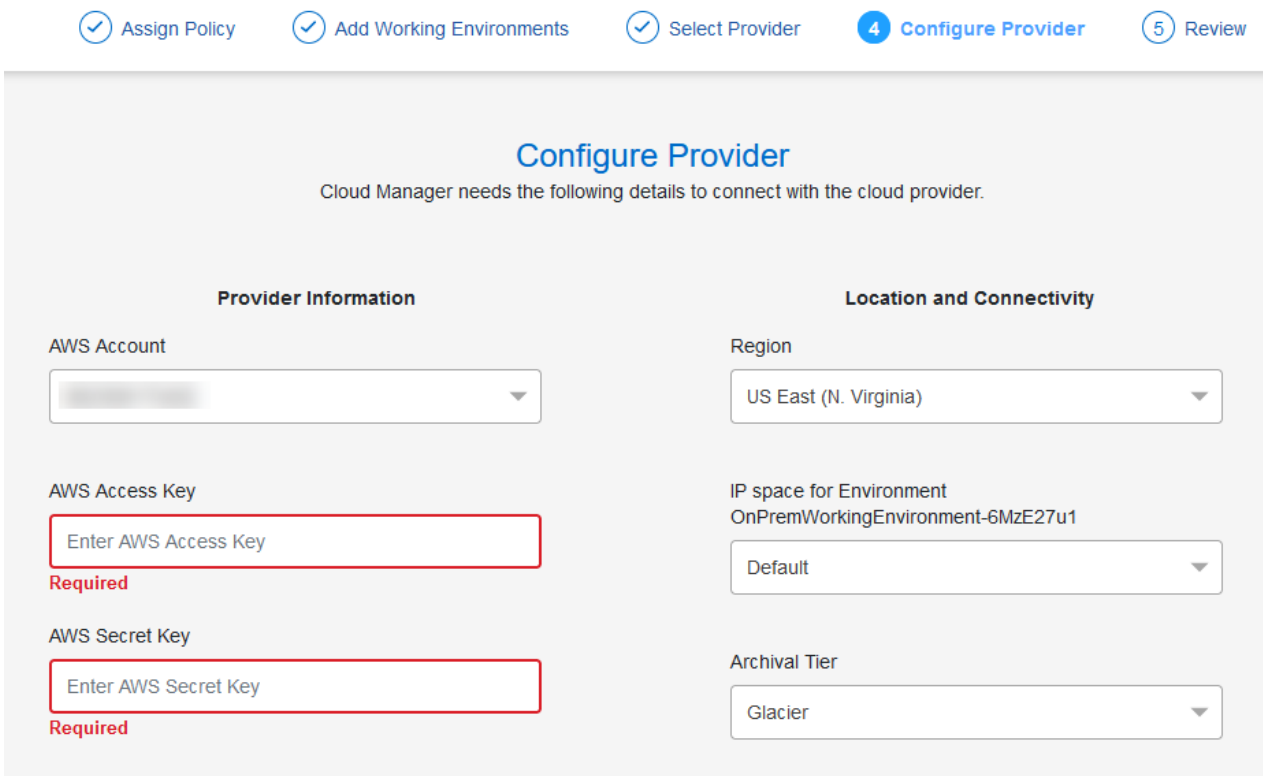 Assign Policy
Add Working Environments
Select Provider
4 Configure Provider
5 Review
Configure Provider
Cloud Manager needs the following details to connect with the cloud provider.
Provider Information
AWS Account
AWS Access Key
Enter AWS Access Key
Required
AWS Secret Key
Enter AWS Secret Key
Required
Location and Connectivity
Region
US East (N. Virginia)
IP space for Environment
OnPremWorkingEnvironment-6MzE27u1
Default
Archival Tier
Glacier